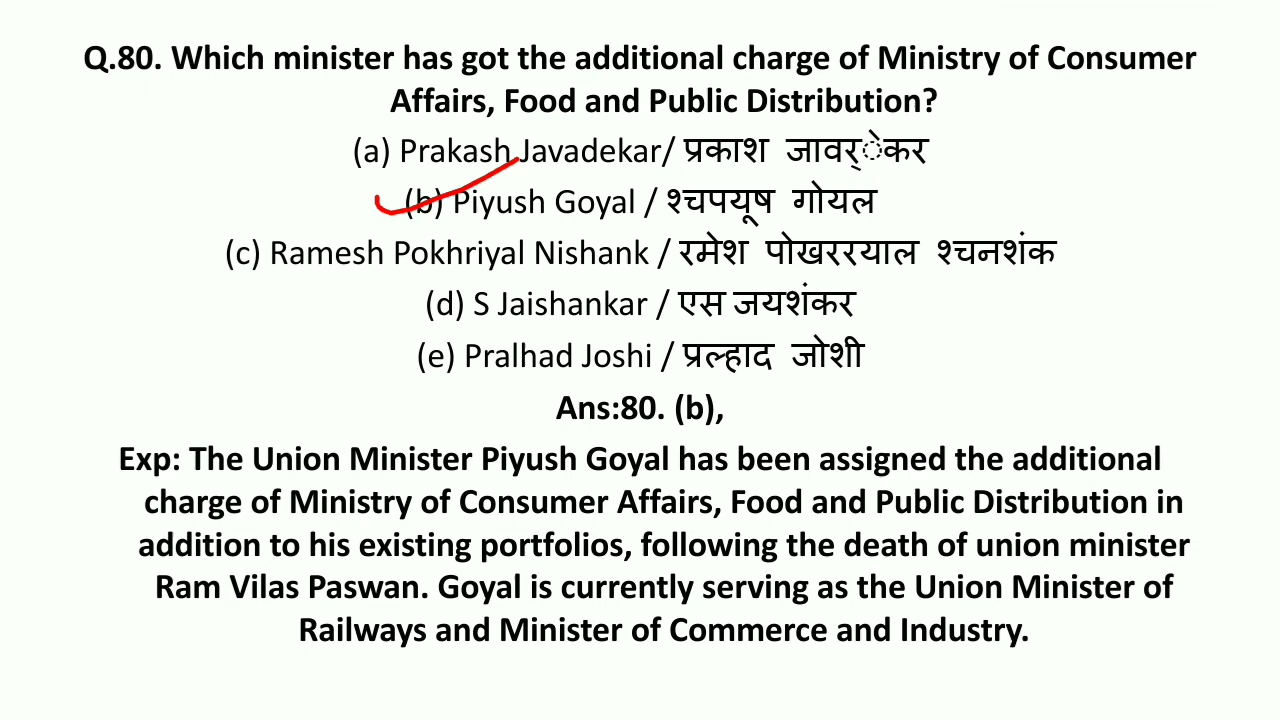 Q.80. Which minister has got the additional charge of Ministry of Consumer
Affairs, Food and Public Distribution?
(a) Prakash Javadekar/ प्रकाश जावर्ेकर
(b) Piyush Goyal / श्चपयूष गोयल
(c) Ramesh Pokhriyal Nishank / रमेश पोखररयाल श्चनशंक
(d) S Jaishankar / एस जयशंकर
(e) Pralhad Joshi / प्रल्हाद जोशी
Ans:80. (b),
Exp: The Union Minister Piyush Goyal has been assigned the additional
charge of Ministry of Consumer Affairs, Food and Public Distribution in
addition to his existing portfolios, following the death of union minister
Ram Vilas Paswan. Goyal is currently serving as the Union Minister of
Railways and Minister of Commerce and Industry.